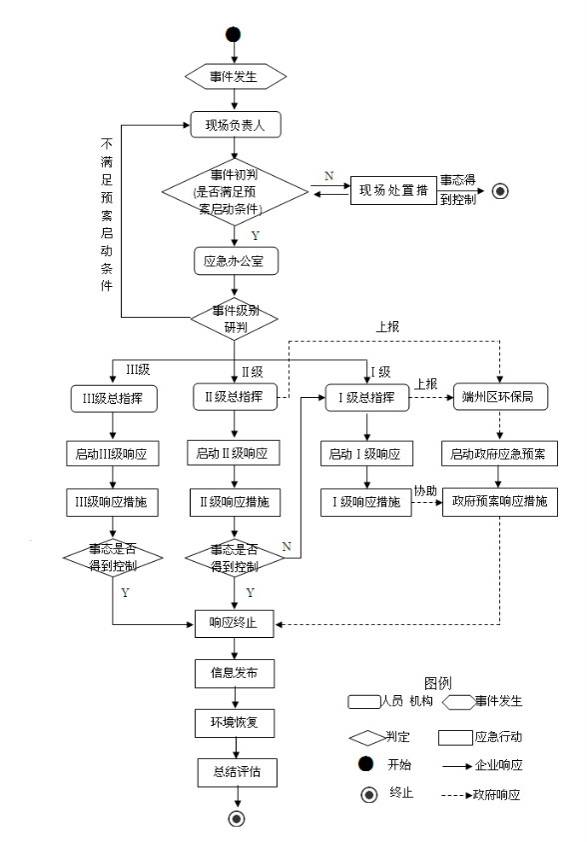 事件发生
现场负责人
不满足预案启动条件
事件初判
(是否满足预
案启动条件)
N
现场处置措
事态得
到控制
Y
应急办公室
事件级别
研判
上报
III级
II级
I级
III级总指挥
II级总指挥
I级总指挥
上报
端州区环保局
启动III级响应
启动II级响应
启动I级响应
启动政府应急预案
III级响应措施
II级响应措施
I级响应措施
协助
政府预案响应措施
事态是否
得到控制
事态是否
得到控制
N
Y
Y
响应终止
信息发布
环境恢复
总结评估
图例
人员 机构
事件发生
判定
应急行动
开始
企业响应
终止
政府响应